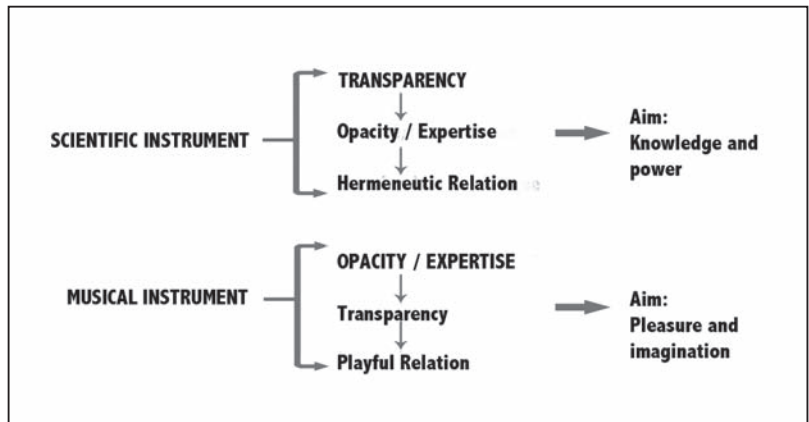 TRANSPARENCY
Opacity / Expertise
SCIENTIFIC INSTRUMENT
Hermeneutic Relation
Aim:
Knowledge and
power
OPACITY / EXPERTISE
MUSICAL INSTRUMENT
Transparency
Playful Relation
Aim:
Pleasure and
imagination